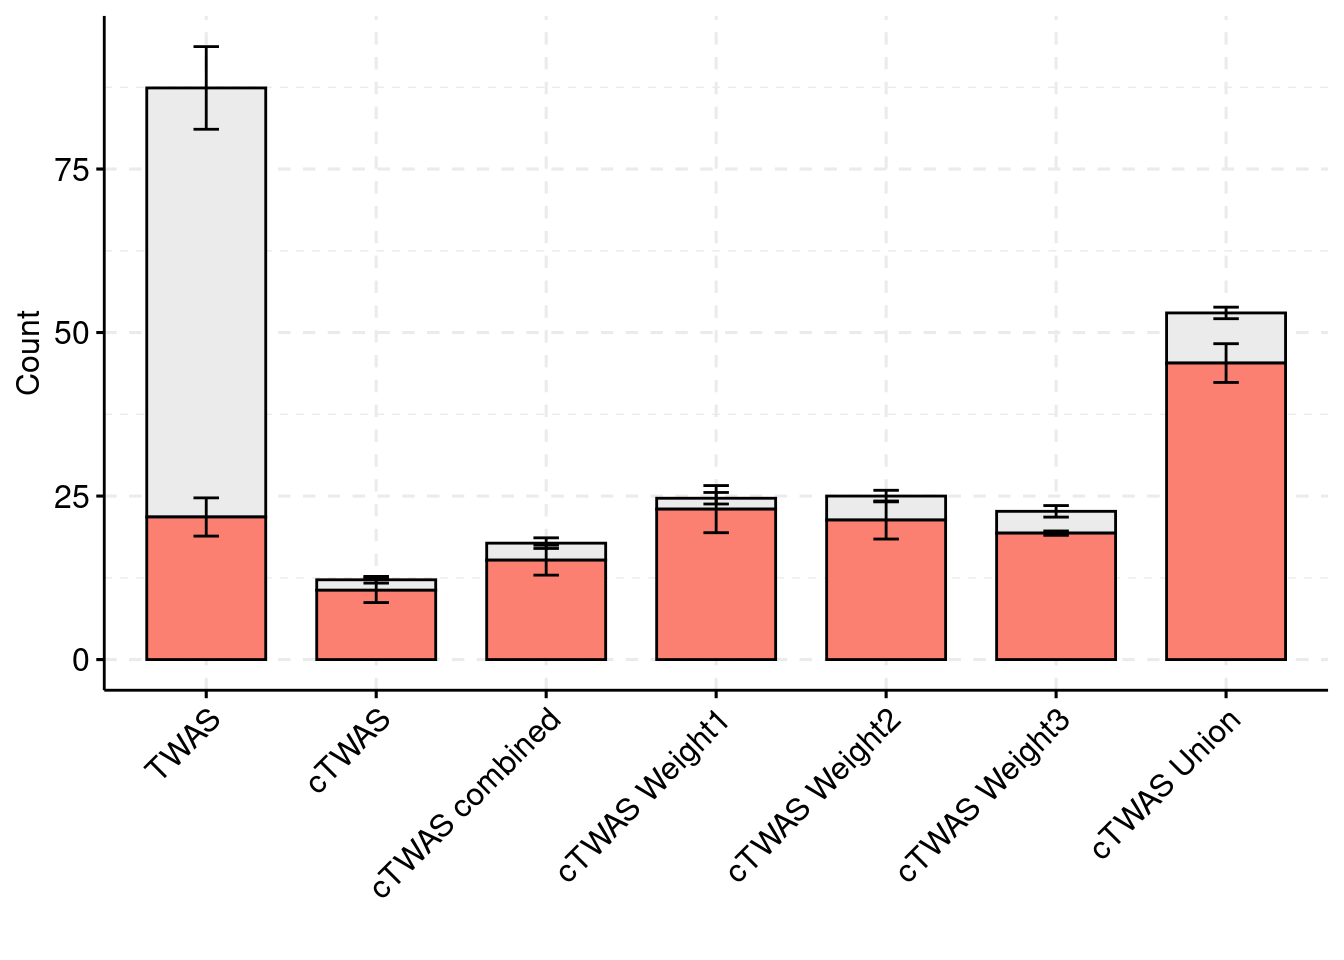 Count
75
50
25
0
TWAS
cTWAS
cTWAS combined
cTWAS Weight1
cTWAS Weight2
cTWAS Weight3
cTWAS Union